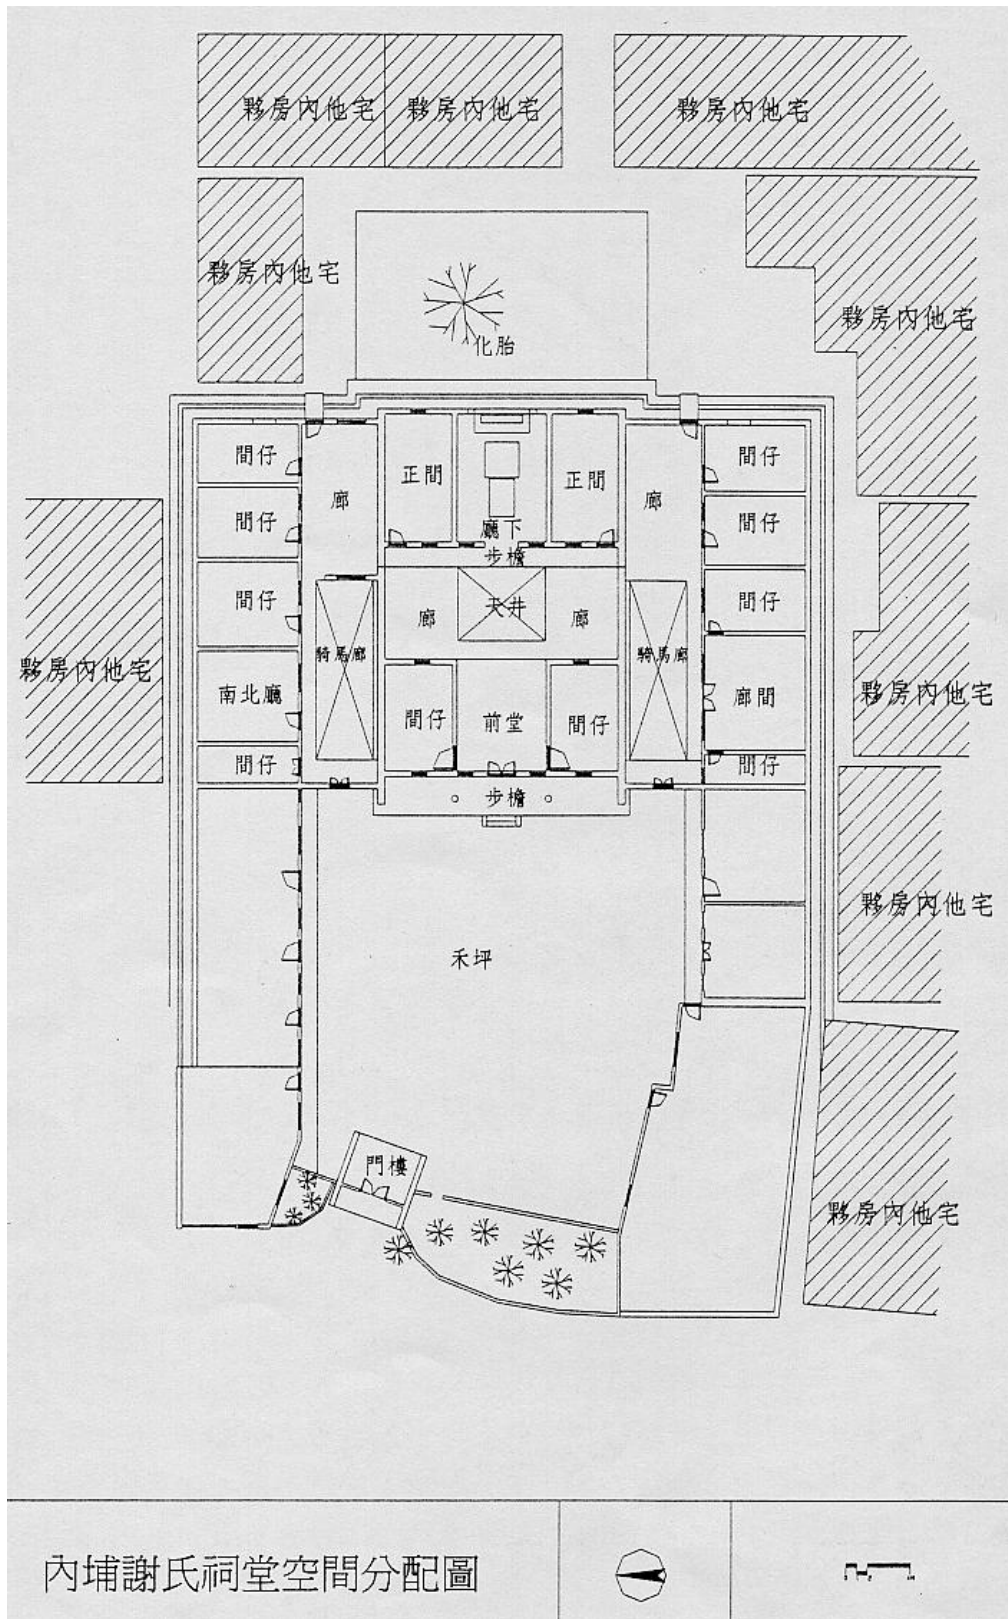 夥房內他宅
夥房內他宅
夥房內他宅
夥房內他宅
夥房內他宅
化胎
間仔
廊
正間
廳下
正間
廊
間仔
間仔
間仔
步檐
間仔
廊
天井
廊
間仔
騎馬廊
騎馬廊
夥房內他宅
南北廳
間仔
前堂
間仔
廊間
夥房內他宅
間仔
間仔
步檐
夥房內他宅
禾坪
門樓
夥房內他宅
內埔謝氏祠堂空間分配圖